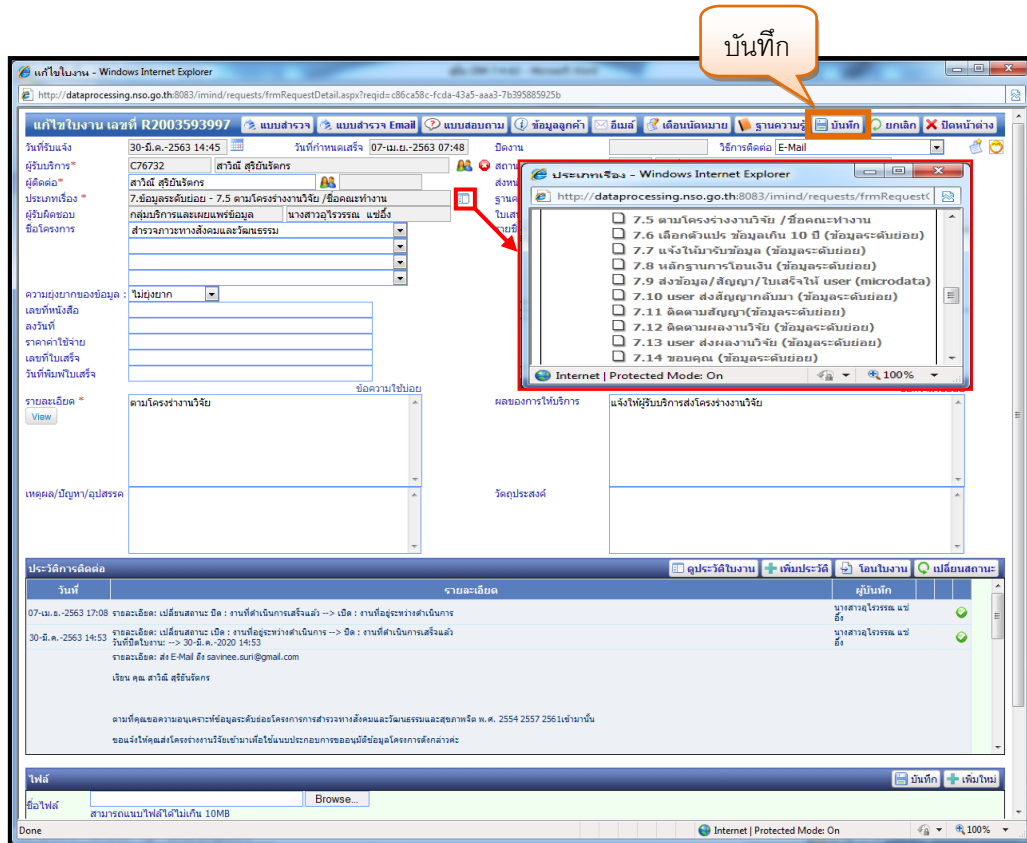 บันทึก
แก้ไขใบงาน - Windows Internet Explorer
http://dataprocessing.nso.go.th:8083/imind/requests/frmRequestDetail.aspx?reqid=c86ca58c-fcda-43a5-aaa3-7b395885925b
แก้ไขใบงาน เลขที่ R2003593997 แบบสำรวจ แบบสำรวจ Email แบบสอบถาม ข้อมูลลูกค้า อีเมล์ เตือนนัดหมาย ฐานความรู้ บันทึก ยกเลิก ปิดหน้าต่าง
วันที่รับแจ้ง 30-มี.ค.-2563 14:45 วันที่กำหนดเสร็จ 07-เม.ย.-2563 07:48 ปิดงาน วิธีการติดต่อ E-Mail
ผู้รับบริการ* C76732 สาวิณี สุริยันรัตกร
ผู้ติดต่อ* สาวิณี สุริยันรัตกร
ประเภทเรื่อง * 7.ข้อมูลระดับย่อย - 7.5 ตามโครงร่างงานวิจัย /ชื่อคณะทำงาน
ผู้รับผิดชอบ กลุ่มบริการและเผยแพร่ข้อมูล นางสาวอุไรวรรณ แซ่อึ้ง
ชื่อโครงการ สำรวจภาวะทางสังคมและวัฒนธรรม
ประเภทเรื่อง - Windows Internet Explorer
http://dataprocessing.nso.go.th:8083/imind/requests/frmRequestC
7.5 ตามโครงร่างงานวิจัย /ชื่อคณะทำงาน
7.6 เลือกตัวแปร ข้อมูลเกิน 10 ปี (ข้อมูลระดับย่อย)
7.7 แจ้งให้มารับข้อมูล (ข้อมูลระดับย่อย)
7.8 หลักฐานการโอนเงิน (ข้อมูลระดับย่อย)
7.9 ส่งข้อมูล/สัญญา/ใบเสร็จให้ user (microdata)
7.10 user ส่งสัญญากลับมา (ข้อมูลระดับย่อย)
7.11 ติดตามสัญญา(ข้อมูลระดับย่อย)
7.12 ติดตามผลงานวิจัย (ข้อมูลระดับย่อย)
7.13 user ส่งผลงานวิจัย (ข้อมูลระดับย่อย)
7.14 ขอบคุณ (ข้อมูลระดับย่อย)
Internet | Protected Mode: On 100%
ความยุ่งยากของข้อมูล : ไม่ยุ่งยาก
เลขที่หนังสือ
ลงวันที่
ราคาค่าใช้จ่าย
เลขที่ใบเสร็จ
วันที่พิมพ์ใบเสร็จ
ข้อความใช้บ่อย
รายละเอียด * ตามโครงร่างงานวิจัย ผลของการให้บริการ แจ้งให้ผู้รับบริการส่งโครงร่างงานวิจัย
View
เหตุผล/ปัญหา/อุปสรรค วัตถุประสงค์
ประวัติการติดต่อ ดูประวัติใบงาน เพิ่มประวัติ โอนใบงาน เปลี่ยนสถานะ
วันที่ รายละเอียด ผู้บันทึก
07-เม.ย.-2563 17:08 รายละเอียด: เปลี่ยนสถานะ ปิด : งานที่ดำเนินการเสร็จแล้ว --> เปิด : งานที่อยู่ระหว่างดำเนินการ นางสาวอุไรวรรณ แซ่อึ้ง
30-มี.ค.-2563 14:53 รายละเอียด: เปลี่ยนสถานะ เปิด : งานที่อยู่ระหว่างดำเนินการ --> ปิด : งานที่ดำเนินการเสร็จแล้ว นางสาวอุไรวรรณ แซ่อึ้ง
วันที่ปิดใบงาน: --> 30-มี.ค.-2020 14:53
รายละเอียด: ส่ง E-Mail ถึง savinee.suri@gmail.com
เรียน คุณ สาวิณี สุริยันรัตกร
ตามที่คุณขอความอนุเคราะห์ข้อมูลระดับย่อยโครงการการสำรวจทางสังคมและวัฒนธรรมและสุขภาพจิต พ.ศ. 2554 2557 2561เข้ามานั้น
ขอแจ้งให้คุณส่งโครงร่างงานวิจัยเข้ามาเพื่อใช้แนบประกอบการขออนุมัติข้อมูลโครงการดังกล่าวค่ะ
ไฟล์ บันทึก เพิ่มใหม่
ชื่อไฟล์ Browse...
สามารถแนบไฟล์ได้ไม่เกิน 10MB
Done Internet | Protected Mode: On 100%